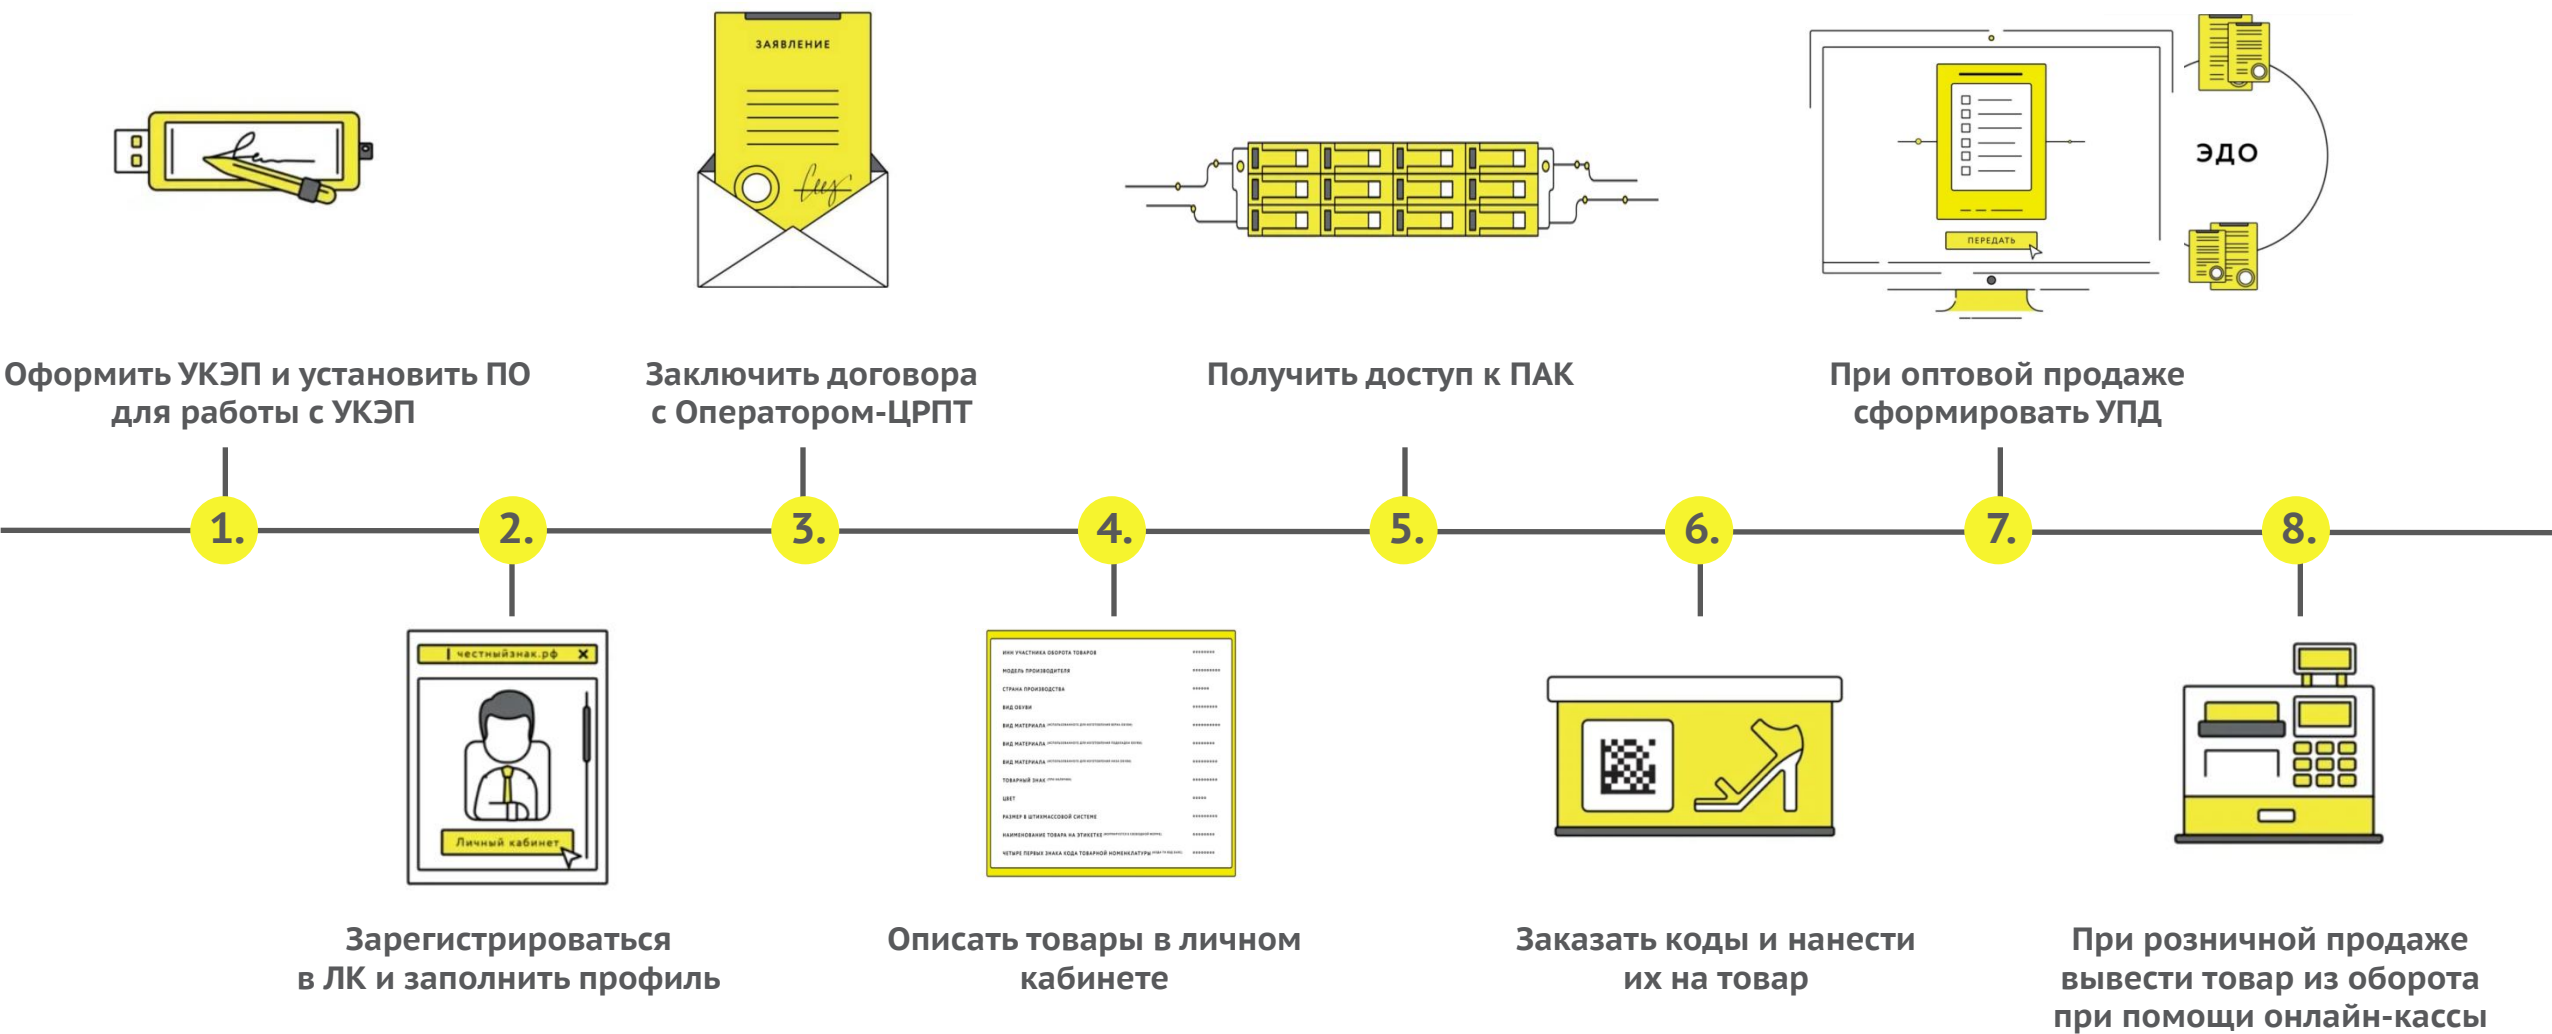 ЗАЯВЛЕНИЕ
ЭДО
ПЕРЕДАТЬ
Оформить УКЭП и установить ПО
для работы с УКЭП
Заключить договора
с Оператором-ЦРПТ
Получить доступ к ПАК
При оптовой продаже
сформировать УПД
1.
2.
3.
4.
5.
6.
7.
8.
честныйзнак.рф
Личный кабинет
ИНН УЧАСТНИКА ОБОРОТА ТОВАРОВ
МОДЕЛЬ ПРОИЗВОДИТЕЛЯ
СТРАНА ПРОИЗВОДСТВА
ВИД ОБУВИ
ВИД МАТЕРИАЛА
ВИД МАТЕРИАЛА
ВИД МАТЕРИАЛА
ТОВАРНЫЙ ЗНАК
ЦВЕТ
РАЗМЕР В ШТИХМАССОВОЙ СИСТЕМЕ
НАИМЕНОВАНИЕ ТОВАРА НА ЭТИКЕТКЕ
ЧЕТЫРЕ ПЕРВЫХ ЗНАКА КОДА ТОВАРНОЙ НОМЕНКЛАТУРЫ
Зарегистрироваться
в ЛК и заполнить профиль
Описать товары в личном
кабинете
Заказать коды и нанести
их на товар
При розничной продаже
вывести товар из оборота
при помощи онлайн-кассы